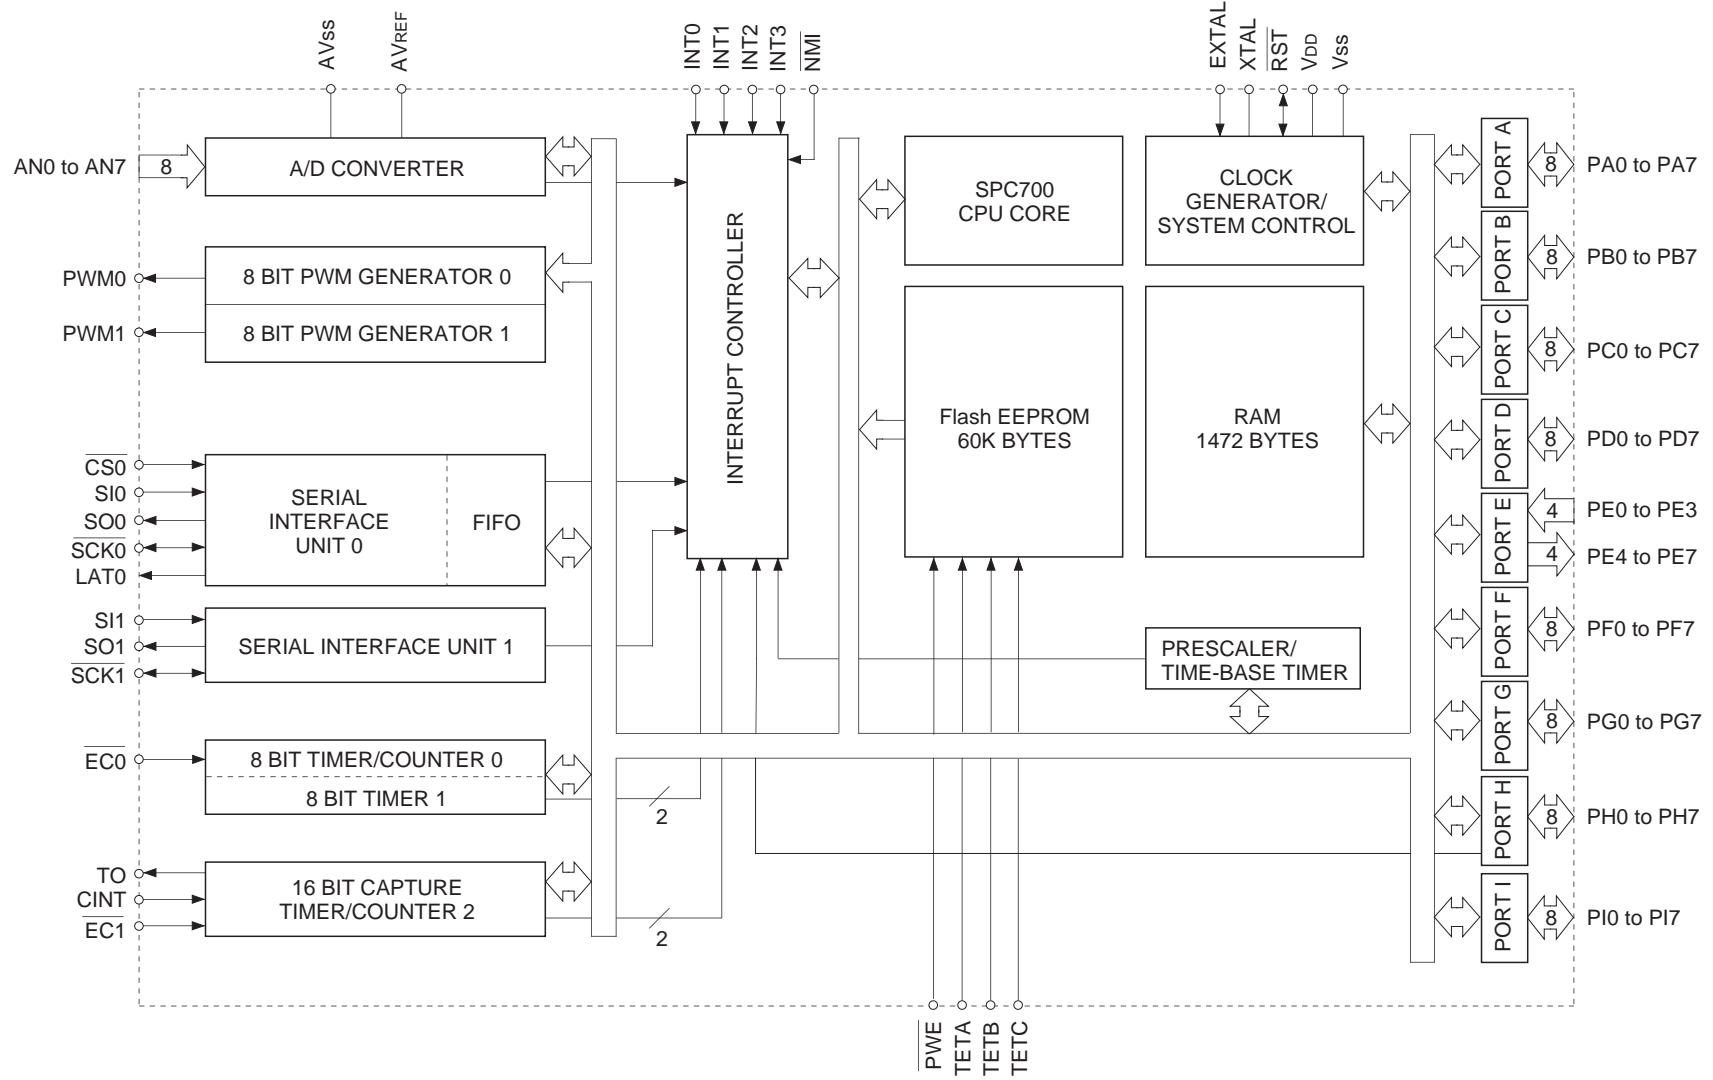 AVss
AVREF
INT0
INT1
INT2
INT3
NMI
EXTAL
XTAL
RST
VDD
Vss
AN0 to AN7
8
A/D CONVERTER
PWM0
8 BIT PWM GENERATOR 0
PWM1
8 BIT PWM GENERATOR 1
CS0
SI0
SO0
SCK0
LAT0
SERIAL
INTERFACE
UNIT 0
FIFO
SI1
SO1
SCK1
SERIAL INTERFACE UNIT 1
EC0
8 BIT TIMER/COUNTER 0
8 BIT TIMER 1
2
TO
CINT
EC1
16 BIT CAPTURE
TIMER/COUNTER 2
2
INTERRUPT CONTROLLER
SPC700
CPU CORE
CLOCK
GENERATOR/
SYSTEM CONTROL
Flash EEPROM
60K BYTES
RAM
1472 BYTES
PRESCALER/
TIME-BASE TIMER
PORT A
8
PA0 to PA7
PORT B
8
PB0 to PB7
PORT C
8
PC0 to PC7
PORT D
8
PD0 to PD7
PORT E
4
PE0 to PE3
4
PE4 to PE7
PORT F
8
PF0 to PF7
PORT G
8
PG0 to PG7
PORT H
8
PH0 to PH7
PORT I
8
PI0 to PI7
PWE
TETA
TETB
TETC